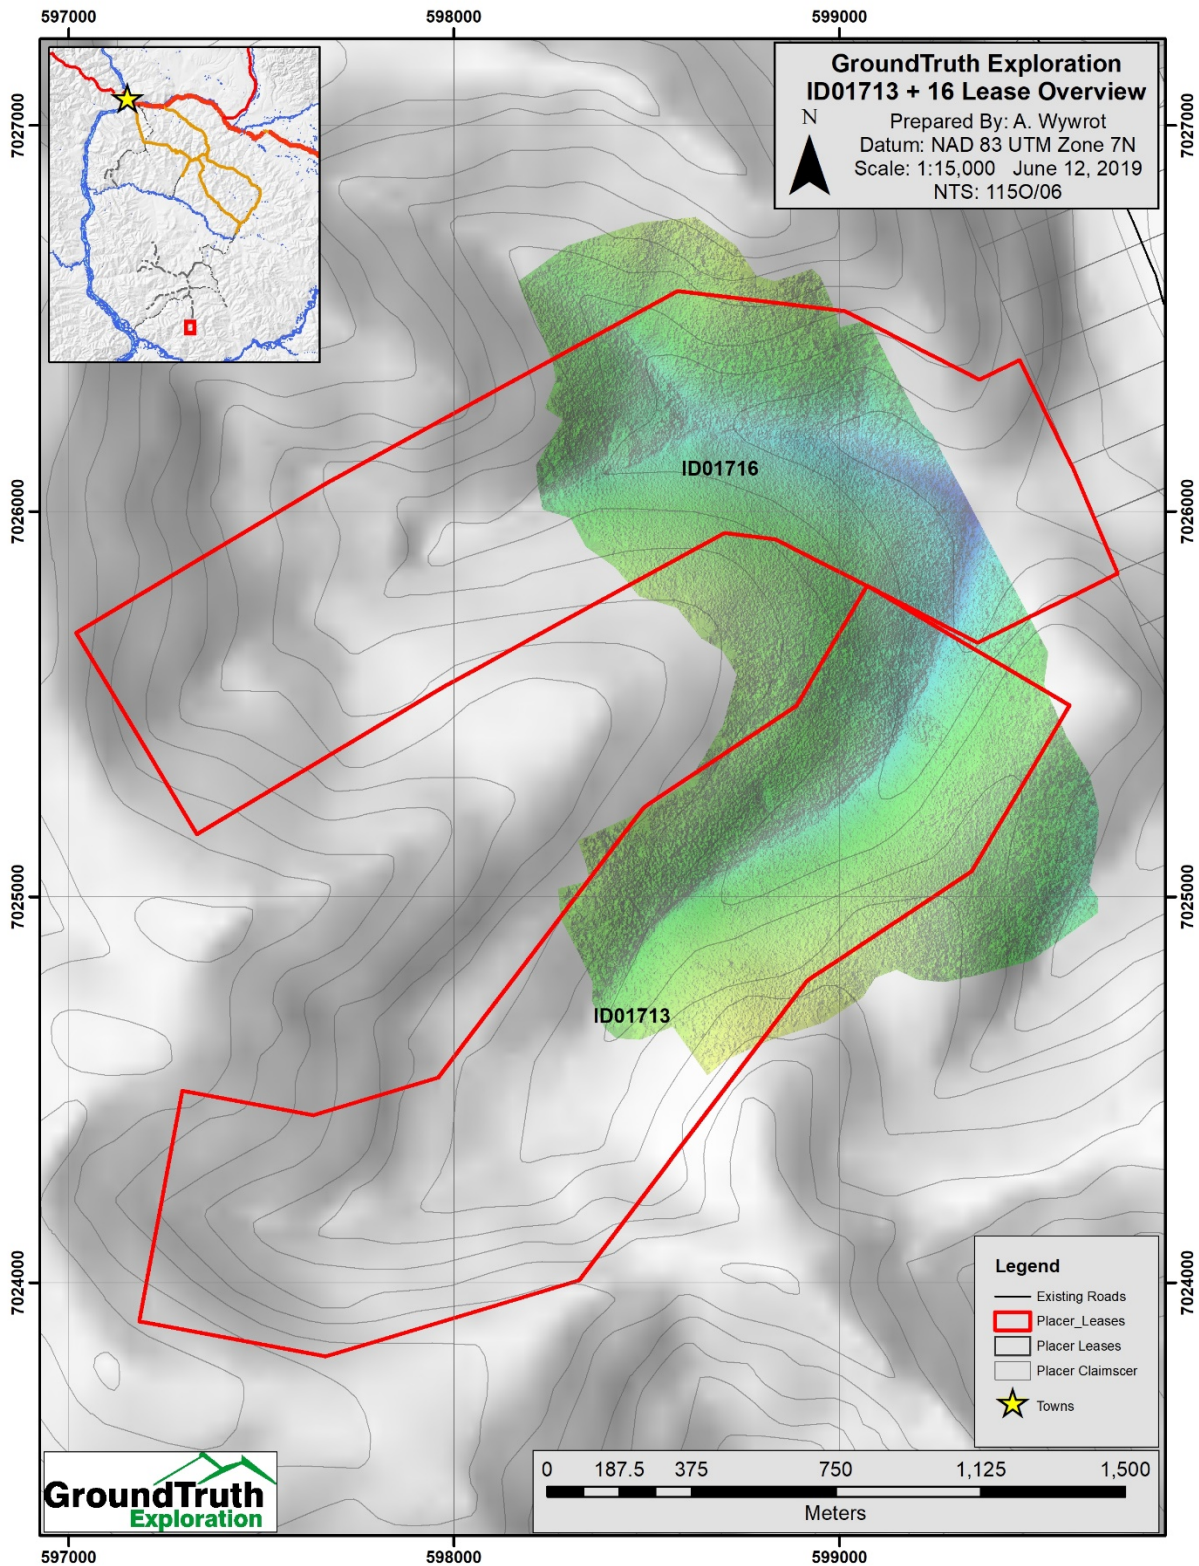 597000 598000 599000
GroundTruth Exploration
ID01713 + 16 Lease Overview
N
Prepared By: A. Wywrot
Datum: NAD 83 UTM Zone 7N
Scale: 1:15,000 June 12, 2019
NTS: 115O/06
7027000 7027000
ID01716
7026000 7026000
7025000 7025000
ID01713
7024000 7024000
Legend
Existing Roads
Placer_Leases
Placer Leases
Placer Claimscer
Towns
GroundTruth
Exploration
0 187.5 375 750 1,125 1,500
Meters
597000 598000 599000